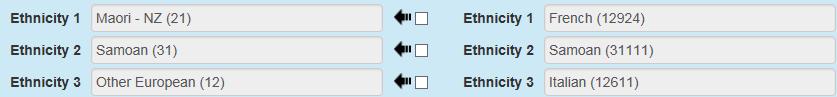 Ethnicity 1 Maori - NZ (21) Ethnicity 1 French (12924)
Ethnicity 2 Samoan (31) Ethnicity 2 Samoan (31111)
Ethnicity 3 Other European (12) Ethnicity 3 Italian (12611)